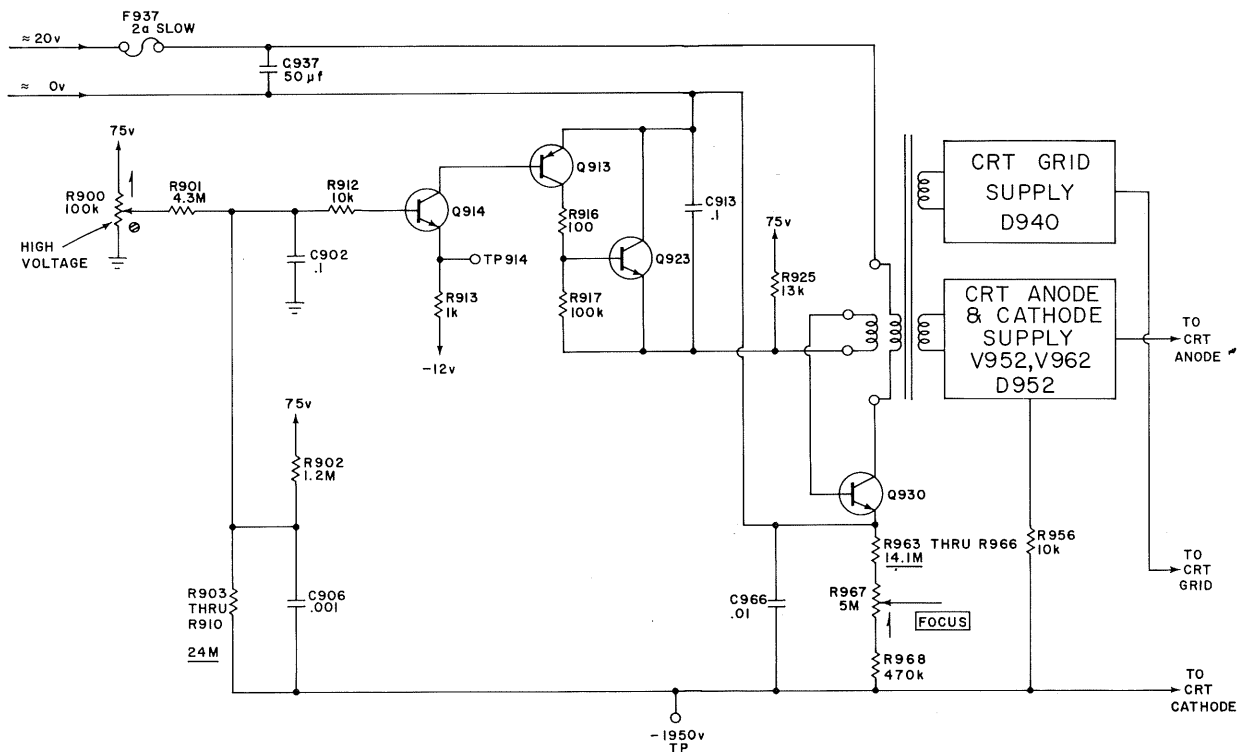 F937
2a SLOW
≈ 20v
C937
50 µf
≈ 0v
75v
R900
100k
HIGH
VOLTAGE
R901
4.3M
R912
10k
C902
.1
Q914
TP914
R913
1k
-12v
Q913
R916
100
R917
100k
Q923
C913
.1
75v
R925
13k
CRT GRID
SUPPLY
D940
CRT ANODE
& CATHODE
SUPPLY
V952,V962
D952
TO
CRT
ANODE
75v
R902
1.2M
R903
THRU
R910
24M
C906
.001
Q930
R963 THRU R966
14.1M
R956
10k
C966
.01
R967
5M
FOCUS
R968
470k
TO
CRT
GRID
TO
CRT
CATHODE
-1950v
TP